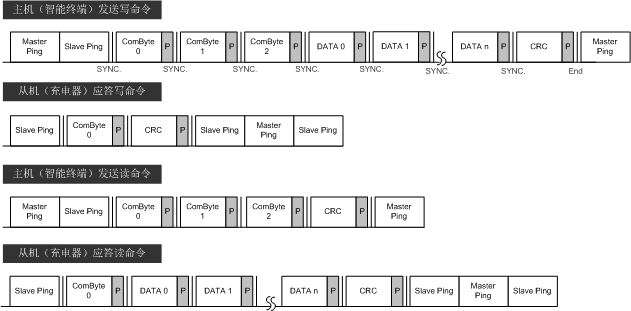 主机（智能终端）发送写命令
Master Ping Slave Ping ComByte 0 P ComByte 1 P ComByte 2 P DATA 0 P DATA 1 P DATA n P CRC P Master Ping
SYNC. SYNC. SYNC. SYNC. SYNC. SYNC. SYNC. End
从机（充电器）应答写命令
Slave Ping ComByte 0 P CRC P Slave Ping Master Ping Slave Ping
主机（智能终端）发送读命令
Master Ping Slave Ping ComByte 0 P ComByte 1 P ComByte 2 P CRC P Master Ping
从机（充电器）应答读命令
Slave Ping ComByte 0 P DATA 0 P DATA 1 P DATA n P CRC P Slave Ping Master Ping Slave Ping